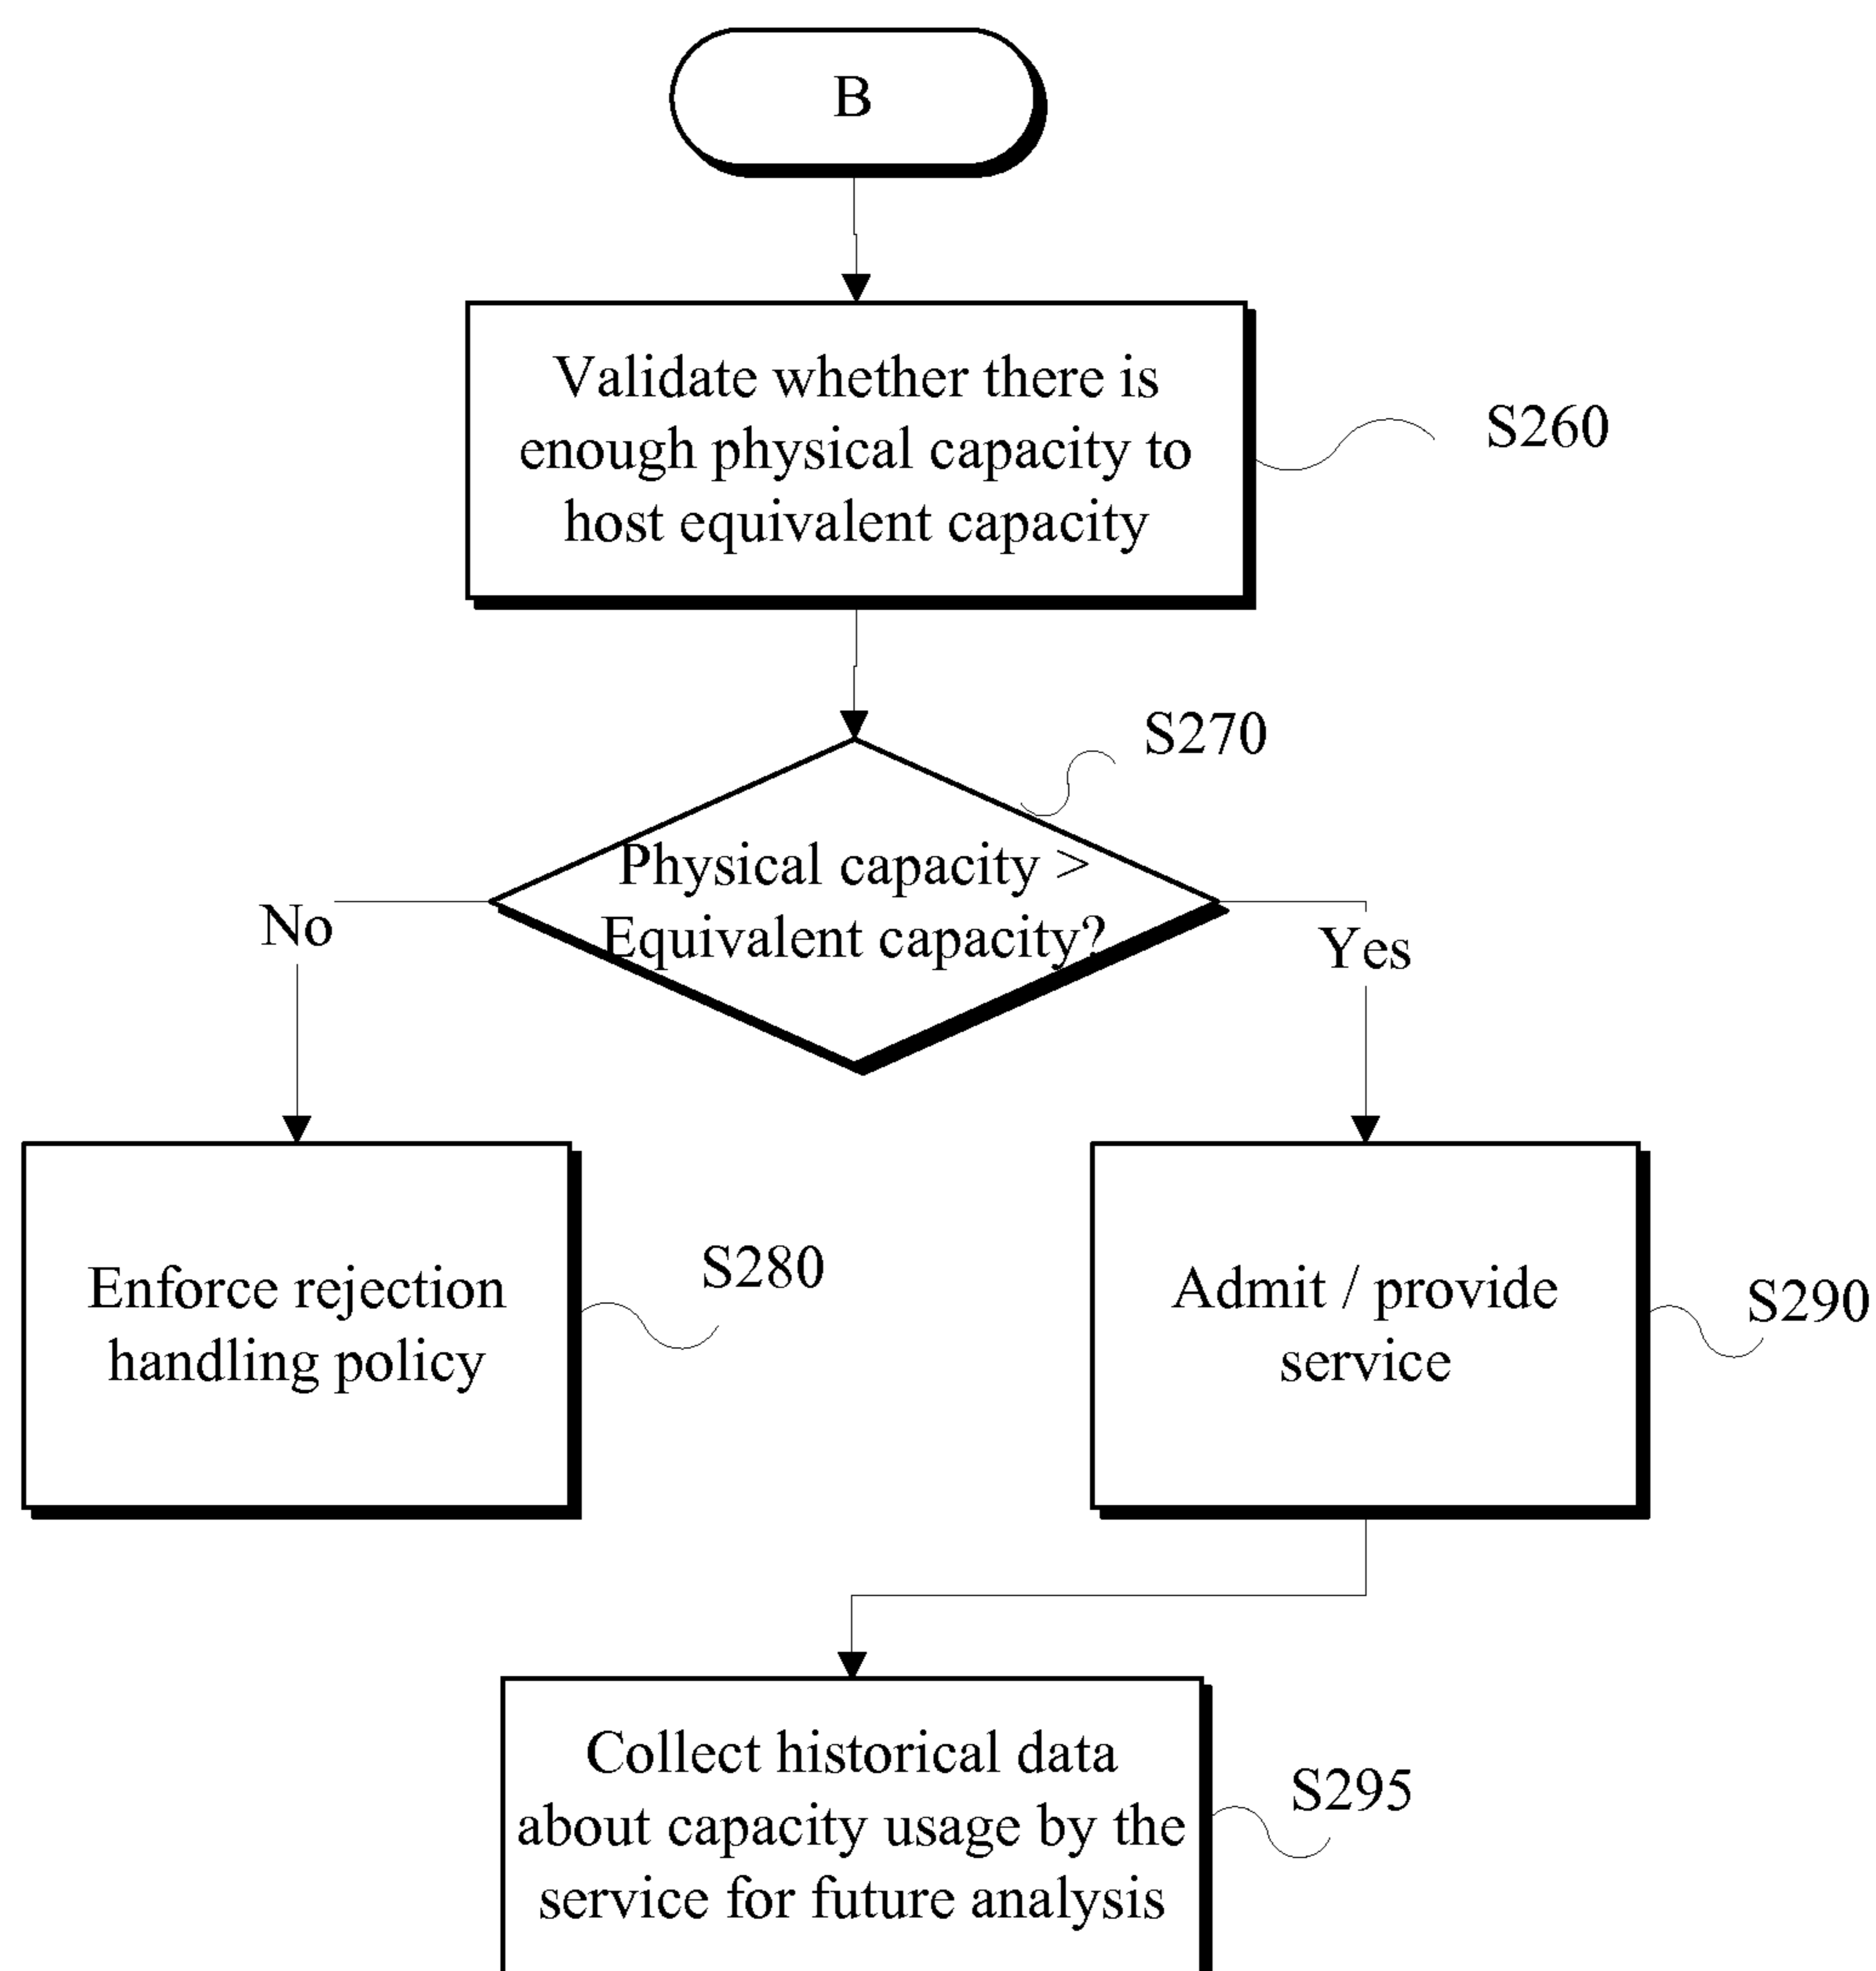 B
Validate whether there is
enough physical capacity to
host equivalent capacity
S260
S270
Physical capacity >
Equivalent capacity?
No
Yes
Enforce rejection
handling policy
S280
Admit / provide
service
S290
Collect historical data
about capacity usage by the
service for future analysis
S295